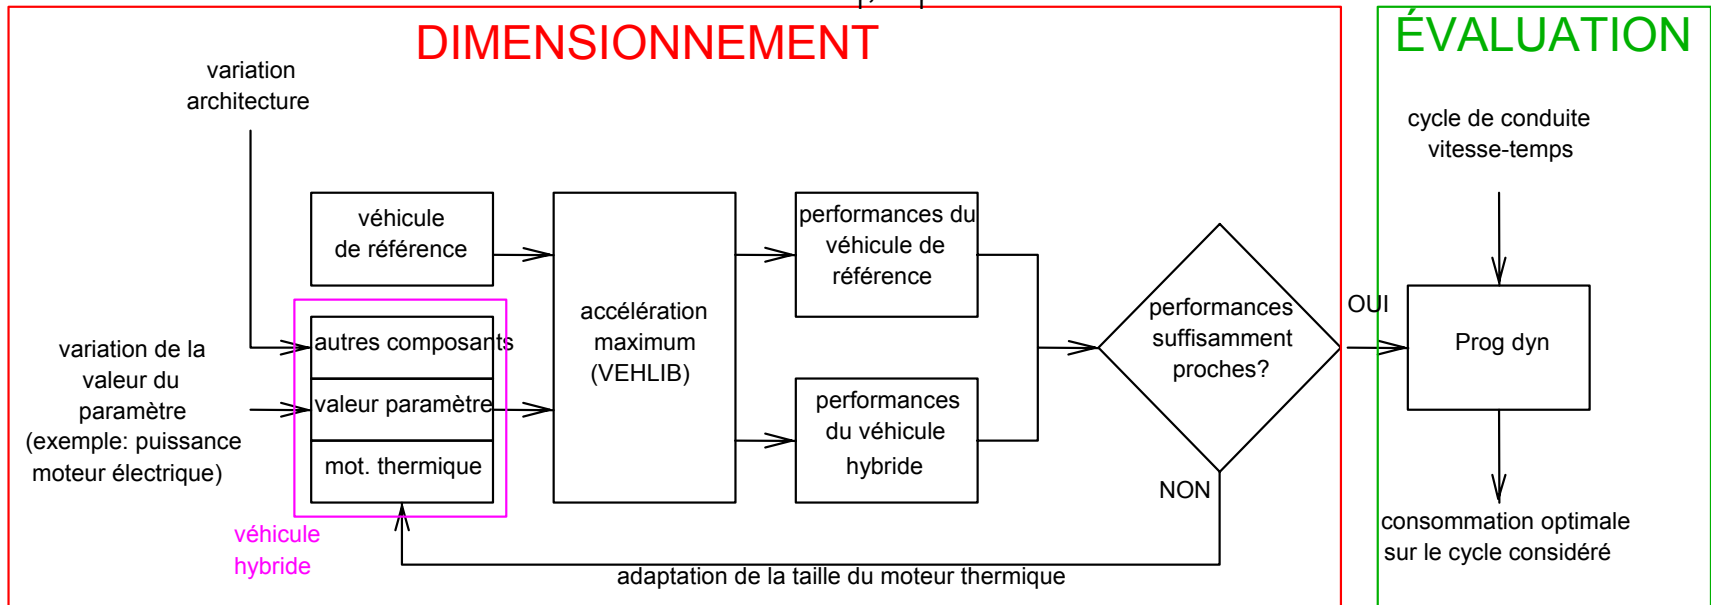 DIMENSIONNEMENT
ÉVALUATION
variation
architecture
cycle de conduite
vitesse-temps
véhicule
de référence
performances du
véhicule de
référence
accélération
maximum
(VEHLIB)
performances
suffisamment
proches?
OUI
Prog dyn
autres composants
valeur paramètre
mot. thermique
variation de la
valeur du
paramètre
(exemple: puissance
moteur électrique)
performances
du véhicule
hybride
NON
véhicule
hybride
adaptation de la taille du moteur thermique
consommation optimale
sur le cycle considéré